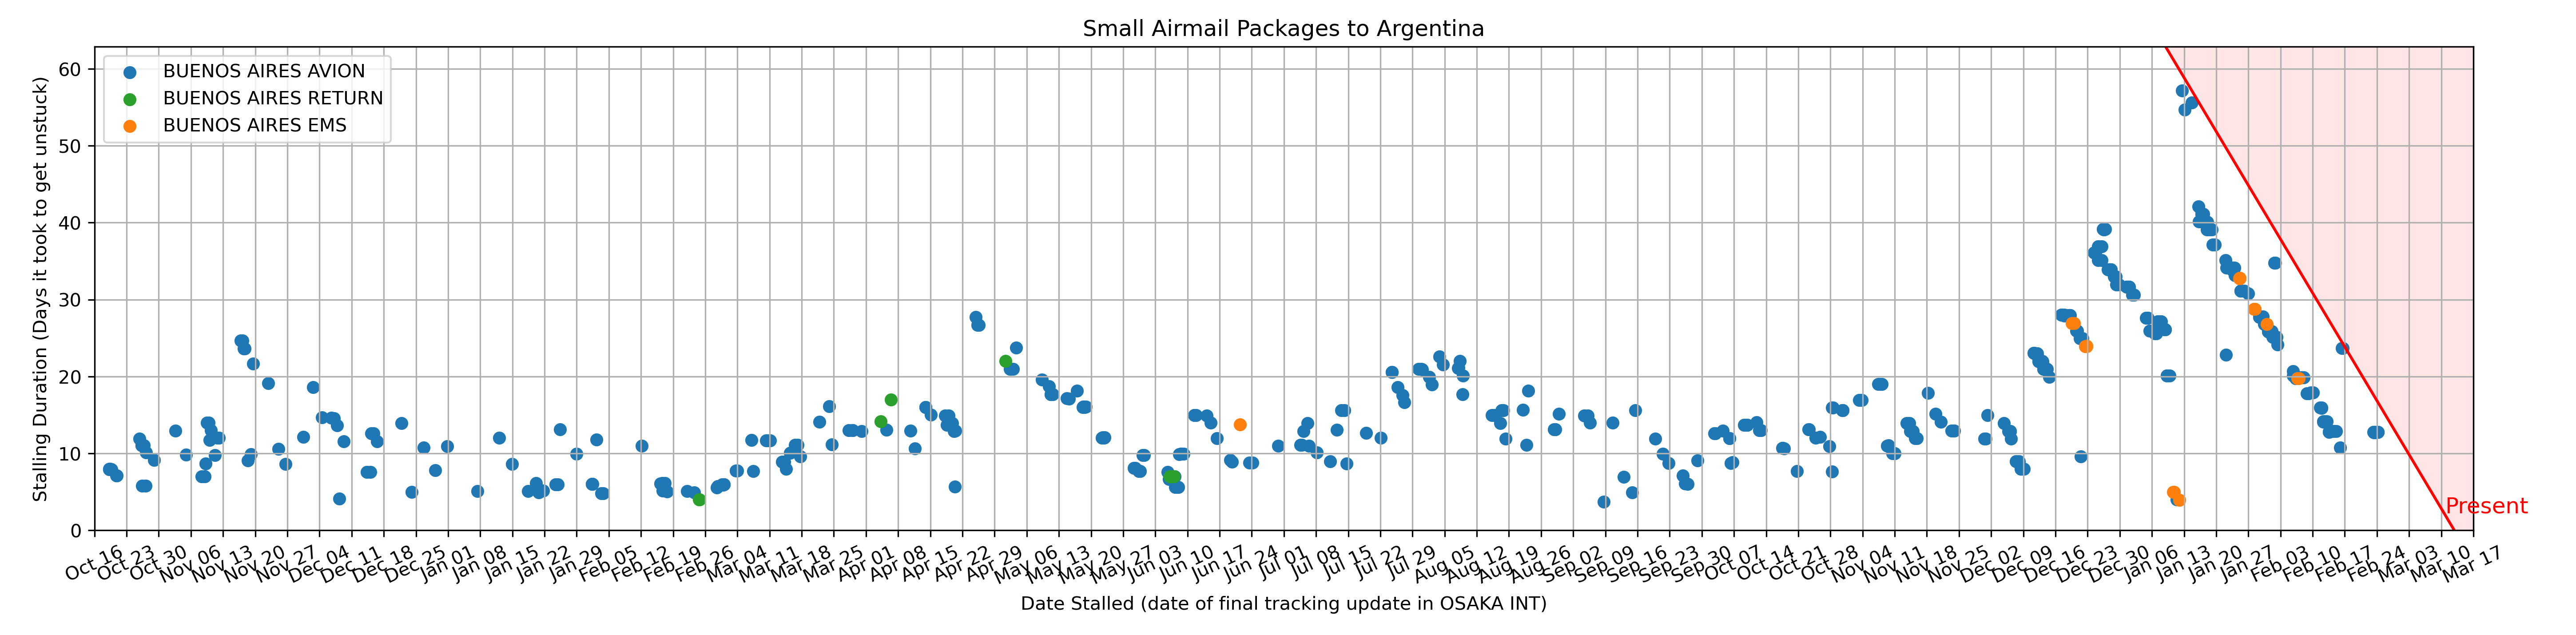 Small Airmail Packages to Argentina
BUENOS AIRES AVION
BUENOS AIRES RETURN
BUENOS AIRES EMS
Stalling Duration (Days it took to get unstuck)
60
50
40
30
20
10
0
Present
Oct 16
Oct 23
Oct 30
Nov 06
Nov 13
Nov 20
Nov 27
Dec 04
Dec 11
Dec 18
Dec 25
Jan 01
Jan 08
Jan 15
Jan 22
Jan 29
Feb 05
Feb 12
Feb 19
Feb 26
Mar 04
Mar 11
Mar 18
Mar 25
Apr 01
Apr 08
Apr 15
Apr 22
Apr 29
May 06
May 13
May 20
May 27
Jun 03
Jun 10
Jun 17
Jun 24
Jul 01
Jul 08
Jul 15
Jul 22
Jul 29
Aug 05
Aug 12
Aug 19
Aug 26
Sep 02
Sep 09
Sep 16
Sep 23
Sep 30
Oct 07
Oct 14
Oct 21
Oct 28
Nov 04
Nov 11
Nov 18
Nov 25
Dec 02
Dec 09
Dec 16
Dec 23
Dec 30
Jan 06
Jan 13
Jan 20
Jan 27
Feb 03
Feb 10
Feb 17
Feb 24
Mar 03
Mar 10
Mar 17
Date Stalled (date of final tracking update in OSAKA INT)